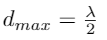 $d_{max} = \frac{\lambda}{2}$